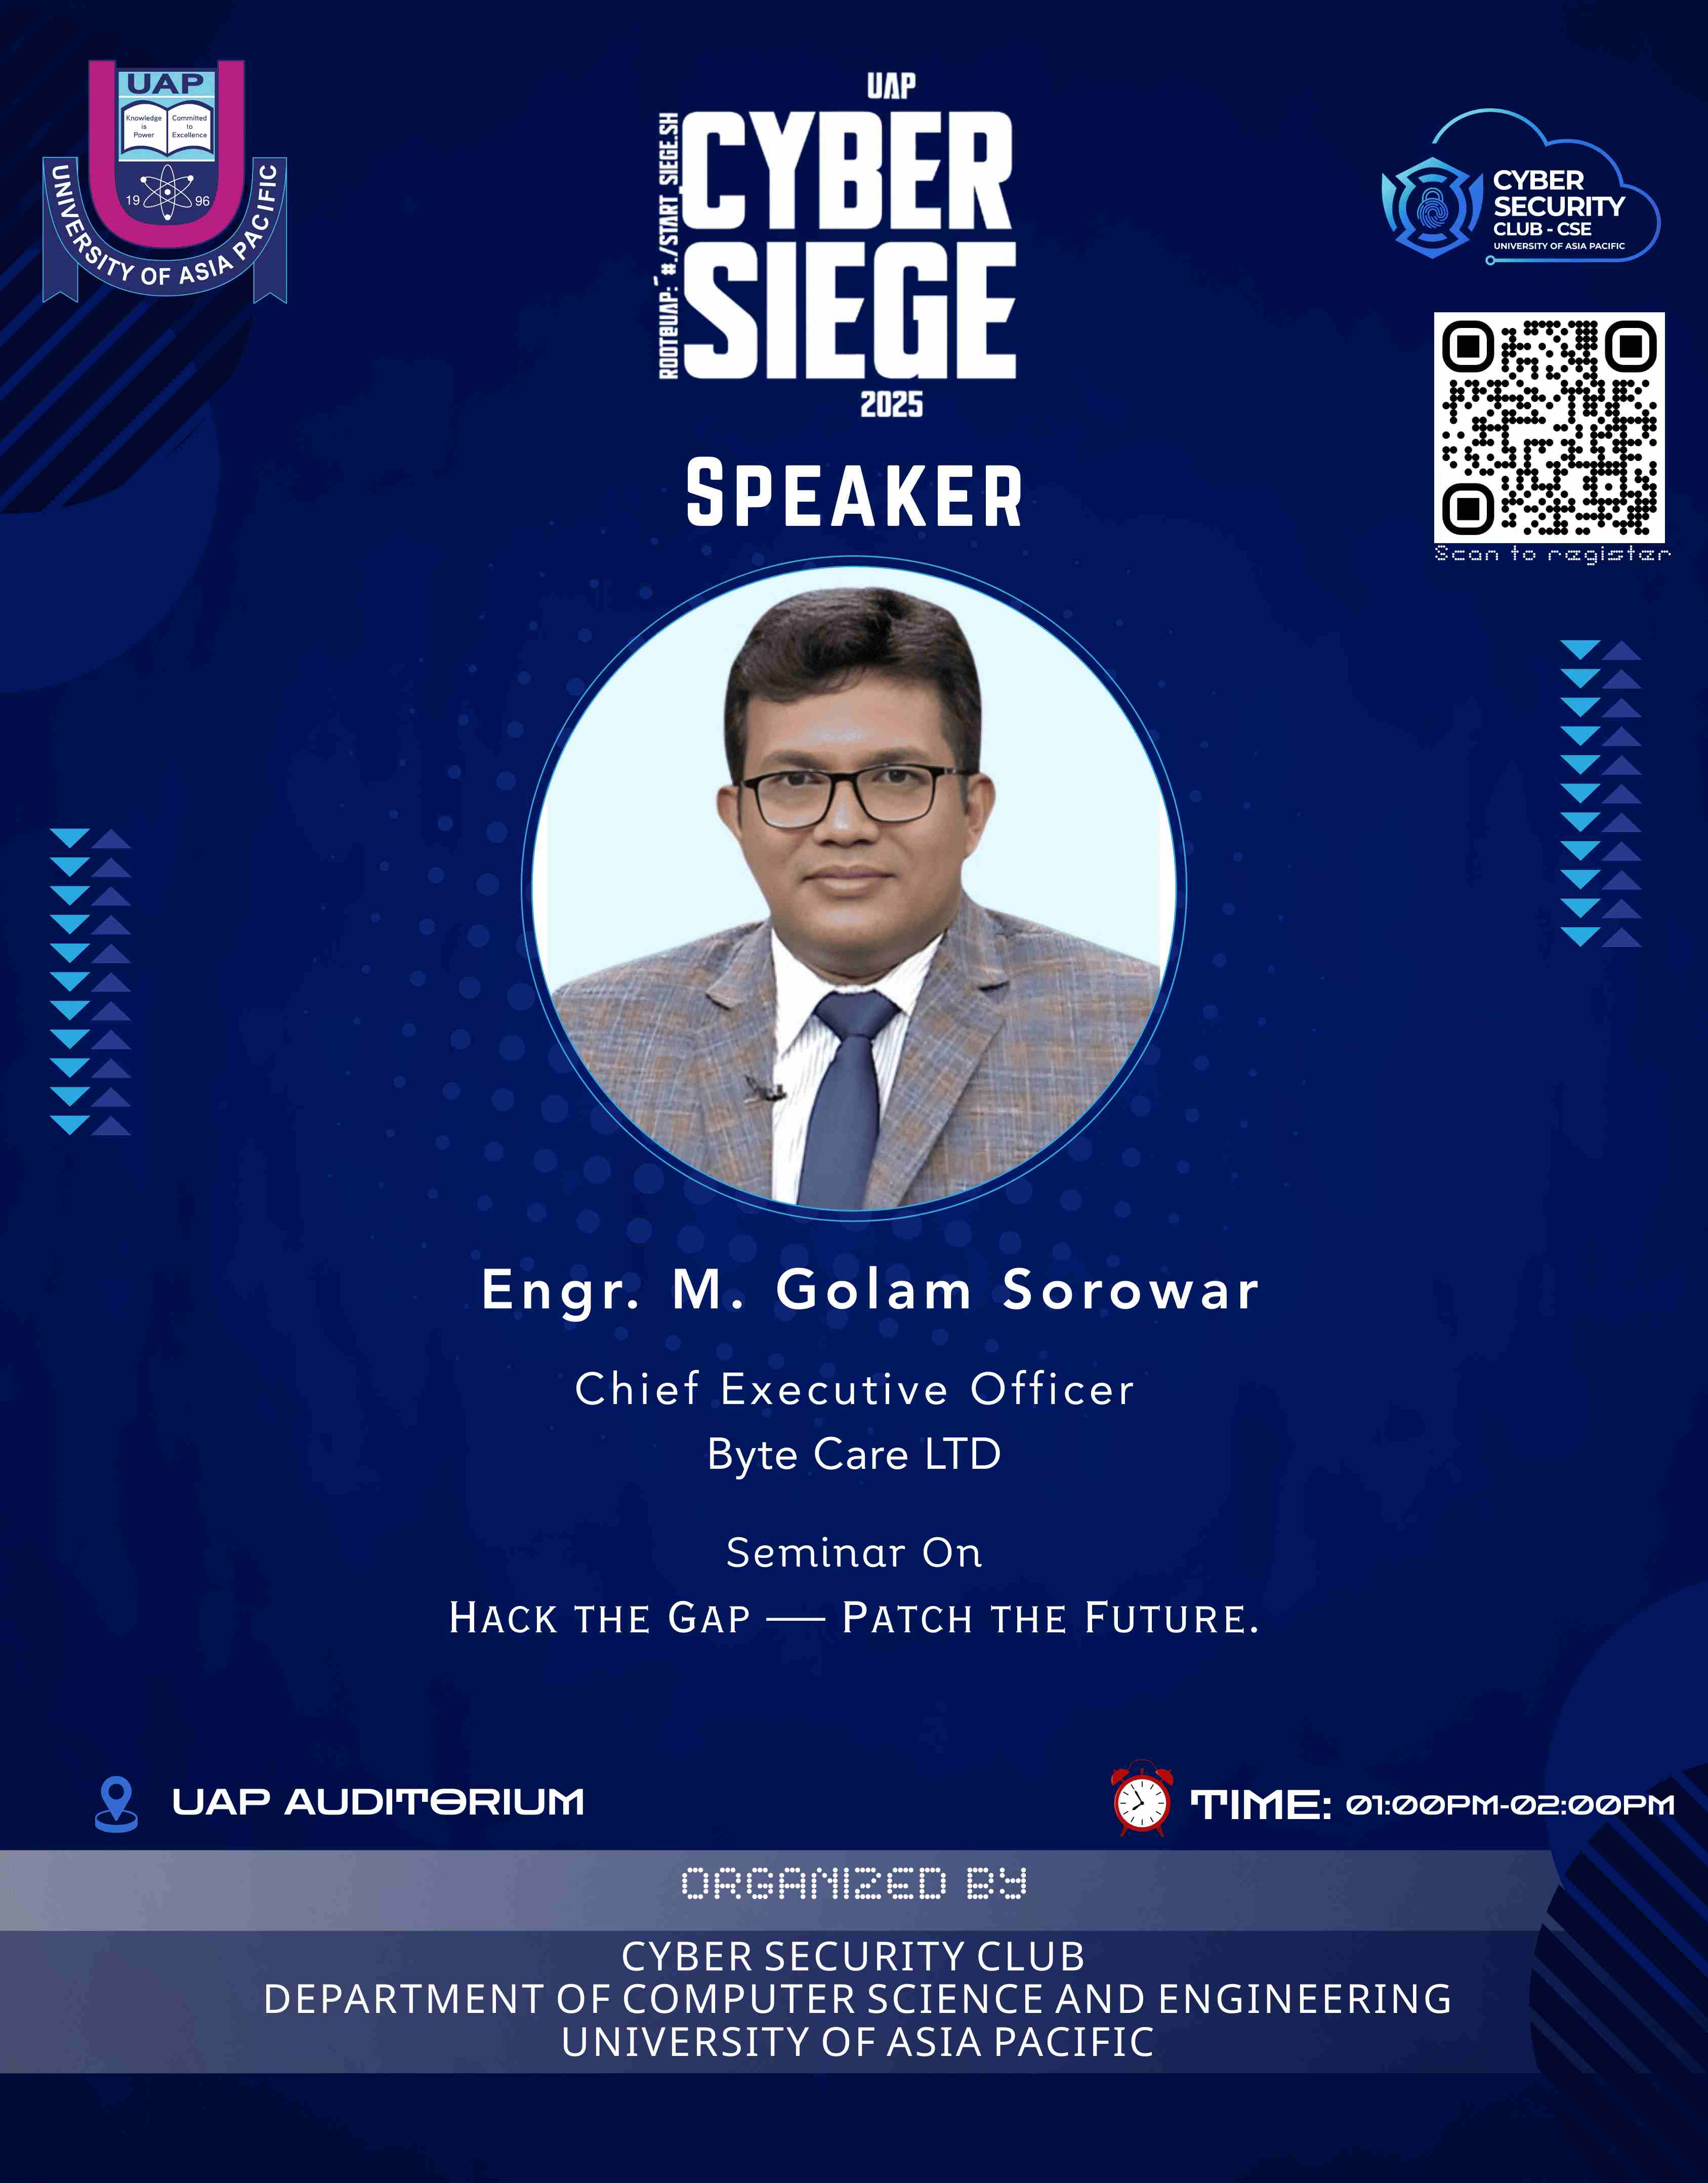 UAP
Knowledge is Power
Committed to Excellence
19 96
UNIVERSITY OF ASIA PACIFIC
UAP
ROOT@UAP:~#./START_SIEGE.SH
CYBER
SIEGE
2025
CYBER
SECURITY
CLUB - CSE
UNIVERSITY OF ASIA PACIFIC
Scan to register
SPEAKER
Engr. M. Golam Sorowar
Chief Executive Officer
Byte Care LTD
Seminar On
HACK THE GAP — PATCH THE FUTURE.
UAP AUDITORIUM
TIME: 01:00PM-02:00PM
ORGANIZED BY
CYBER SECURITY CLUB
DEPARTMENT OF COMPUTER SCIENCE AND ENGINEERING
UNIVERSITY OF ASIA PACIFIC